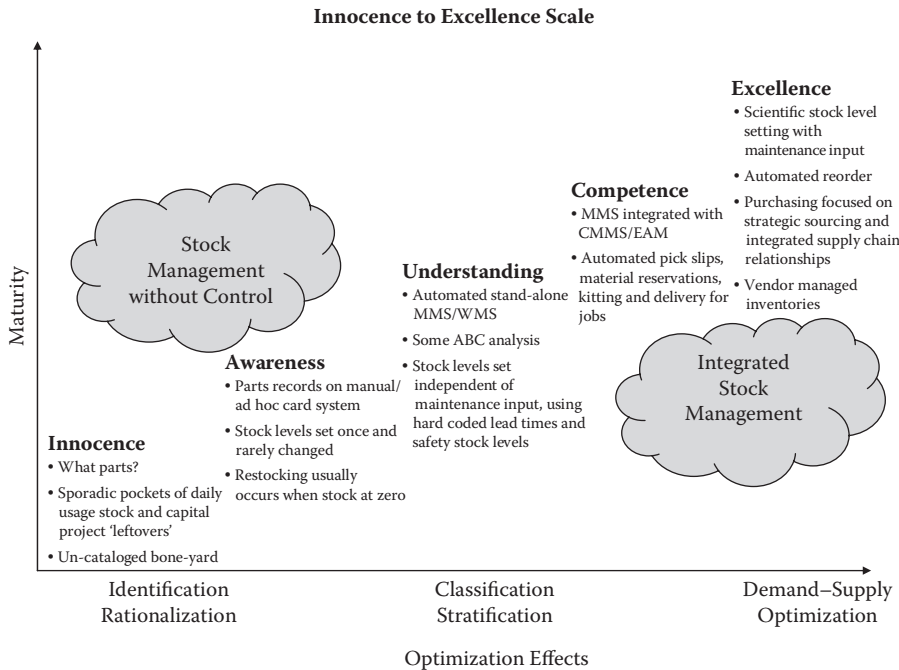 Innocence to Excellence Scale
Maturity
Excellence
• Scientific stock level
setting with
maintenance input
• Automated reorder
• Purchasing focused on
strategic sourcing and
integrated supply chain
relationships
• Vendor managed
inventories
Competence
• MMS integrated with
CMMS/EAM
• Automated pick slips,
material reservations,
kitting and delivery for
jobs
Stock
Management
without Control
Understanding
• Automated stand-alone
MMS/WMS
• Some ABC analysis
• Stock levels set
independent of
maintenance input, using
hard coded lead times and
safety stock levels
Integrated
Stock
Management
Awareness
• Parts records on manual/
ad hoc card system
• Stock levels set once and
rarely changed
• Restocking usually
occurs when stock at zero
Innocence
• What parts?
• Sporadic pockets of daily
usage stock and capital
project ‘leftovers’
• Un-cataloged bone-yard
Identification
Rationalization
Classification
Stratification
Demand–Supply
Optimization
Optimization Effects